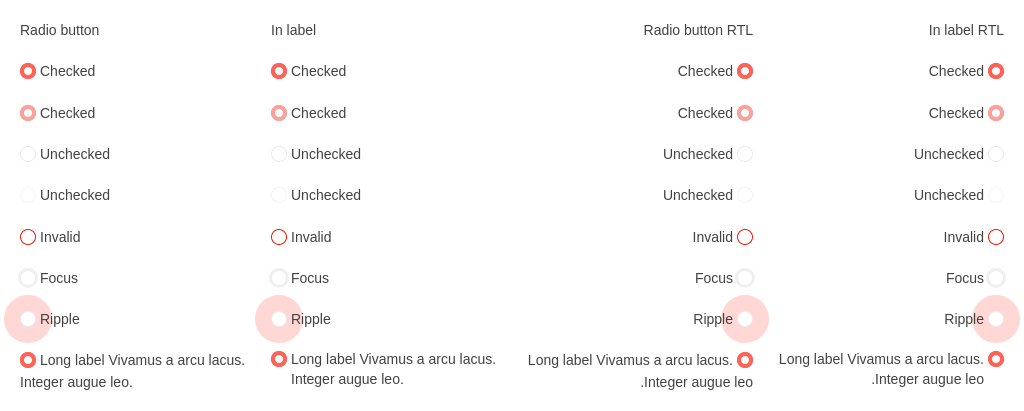 Radio button In label Radio button RTL In label RTL
Checked Checked Checked Checked
Checked Checked Checked Checked
Unchecked Unchecked Unchecked Unchecked
Unchecked Unchecked Unchecked Unchecked
Invalid Invalid Invalid Invalid
Focus Focus Focus Focus
Ripple Ripple Ripple Ripple
Long label Vivamus a arcu lacus. Long label Vivamus a arcu lacus. Long label Vivamus a arcu lacus. Long label Vivamus a arcu lacus.
Integer augue leo. Integer augue leo. .Integer augue leo .Integer augue leo